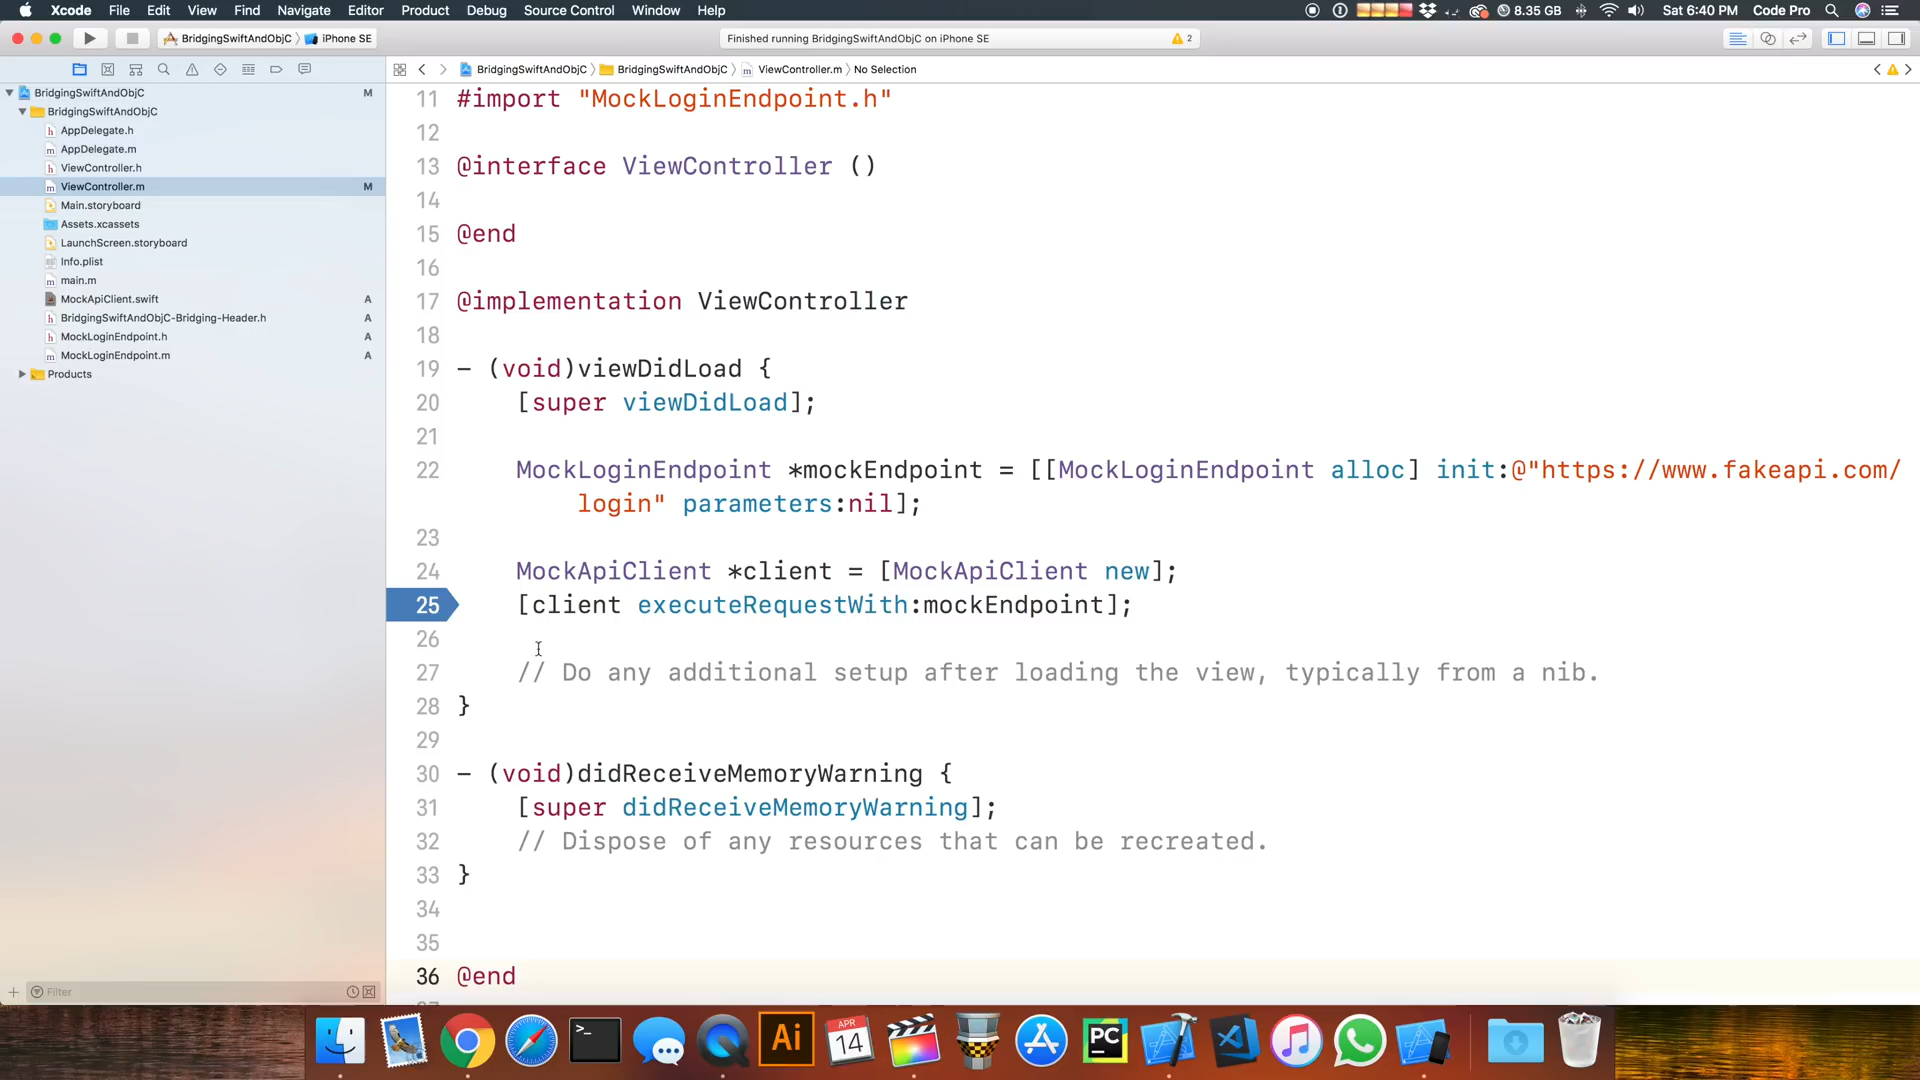 Xcode File Edit View Find Navigate Editor Product Debug Source Control Window Help 8.35 GB Sat 6:40 PM Code Pro
BridgingSwiftAndObjC iPhone SE Finished running BridgingSwiftAndObjC on iPhone SE 2
BridgingSwiftAndObjC BridgingSwiftAndObjC ViewController.m No Selection
BridgingSwiftAndObjC M
BridgingSwiftAndObjC
AppDelegate.h
AppDelegate.m
ViewController.h
ViewController.m M
Main.storyboard
Assets.xcassets
LaunchScreen.storyboard
Info.plist
main.m
MockApiClient.swift A
BridgingSwiftAndObjC-Bridging-Header.h A
MockLoginEndpoint.h A
MockLoginEndpoint.m A
Products
Filter
11 #import "MockLoginEndpoint.h"
12
13 @interface ViewController ()
14
15 @end
16
17 @implementation ViewController
18
19 - (void)viewDidLoad {
20 [super viewDidLoad];
21
22 MockLoginEndpoint *mockEndpoint = [[MockLoginEndpoint alloc] init:@"https://www.fakeapi.com/
login" parameters:nil];
23
24 MockApiClient *client = [MockApiClient new];
25 [client executeRequestWith:mockEndpoint];
26
27 // Do any additional setup after loading the view, typically from a nib.
28 }
29
30 - (void)didReceiveMemoryWarning {
31 [super didReceiveMemoryWarning];
32 // Dispose of any resources that can be recreated.
33 }
34
35
36 @end
Ai
APR
14
PC